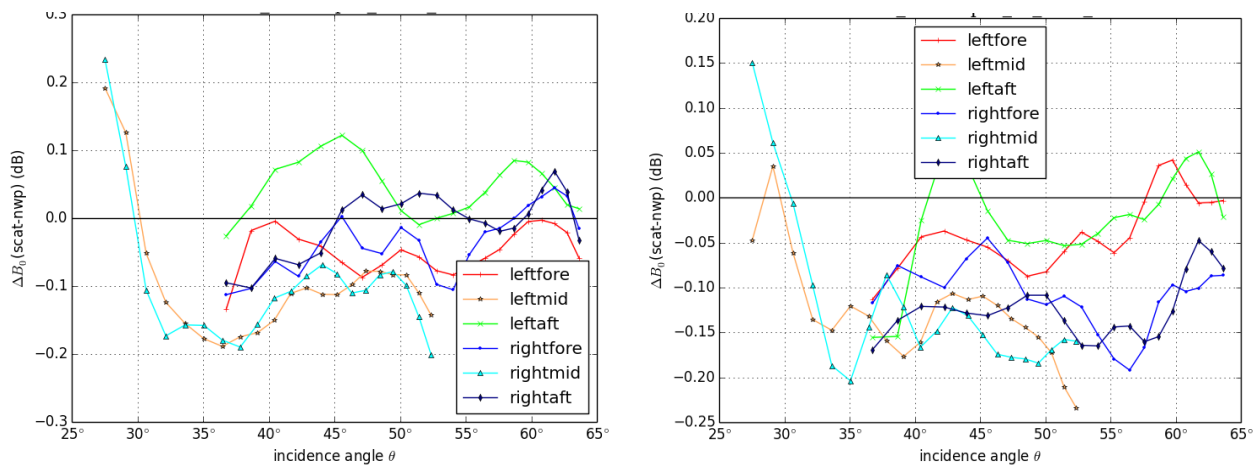 0.3
0.2
0.1
0.0
−0.1
−0.2
−0.3
ΔB₀(scat-nwp) (dB)
leftfore
leftmid
leftaft
rightfore
rightmid
rightaft
25° 30° 35° 40° 45° 50° 55° 60° 65°
incidence angle θ
0.20
0.15
0.10
0.05
0.00
−0.05
−0.10
−0.15
−0.20
−0.25
ΔB₀(scat-nwp) (dB)
leftfore
leftmid
leftaft
rightfore
rightmid
rightaft
25° 30° 35° 40° 45° 50° 55° 60° 65°
incidence angle θ